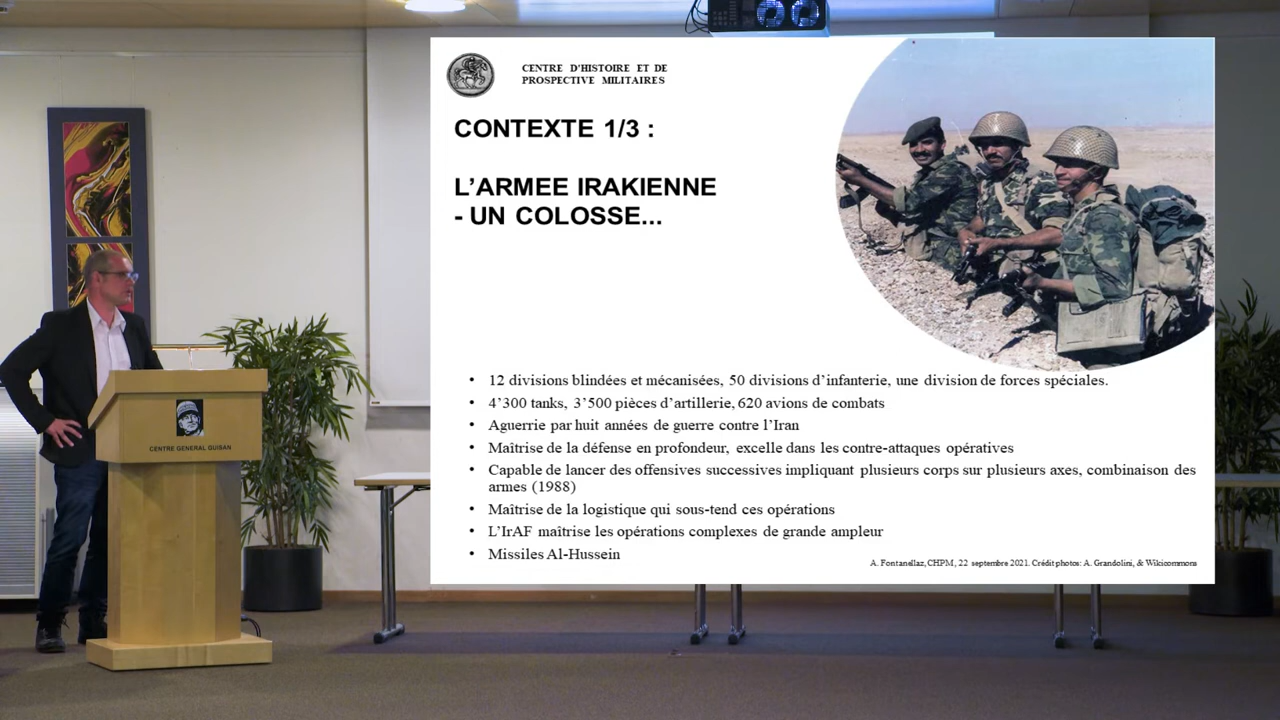 CENTRE D'HISTOIRE ET DE
PROSPECTIVE MILITAIRES
CONTEXTE 1/3 :
L'ARMEE IRAKIENNE
- UN COLOSSE...
• 12 divisions blindées et mécanisées, 50 divisions d'infanterie, une division de forces spéciales.
• 4'300 tanks, 3'500 pièces d'artillerie, 620 avions de combats
• Aguerrie par huit années de guerre contre l'Iran
• Maîtrise de la défense en profondeur, excelle dans les contre-attaques opératives
• Capable de lancer des offensives successives impliquant plusieurs corps sur plusieurs axes, combinaison des
armes (1988)
• Maîtrise de la logistique qui sous-tend ces opérations
• L'IrAF maîtrise les opérations complexes de grande ampleur
• Missiles Al-Hussein
A. Fontanellaz, CHPM, 22 septembre 2021. Crédit photos: A. Grandolini, & Wikicommons
CENTRE GENERAL GUISAN